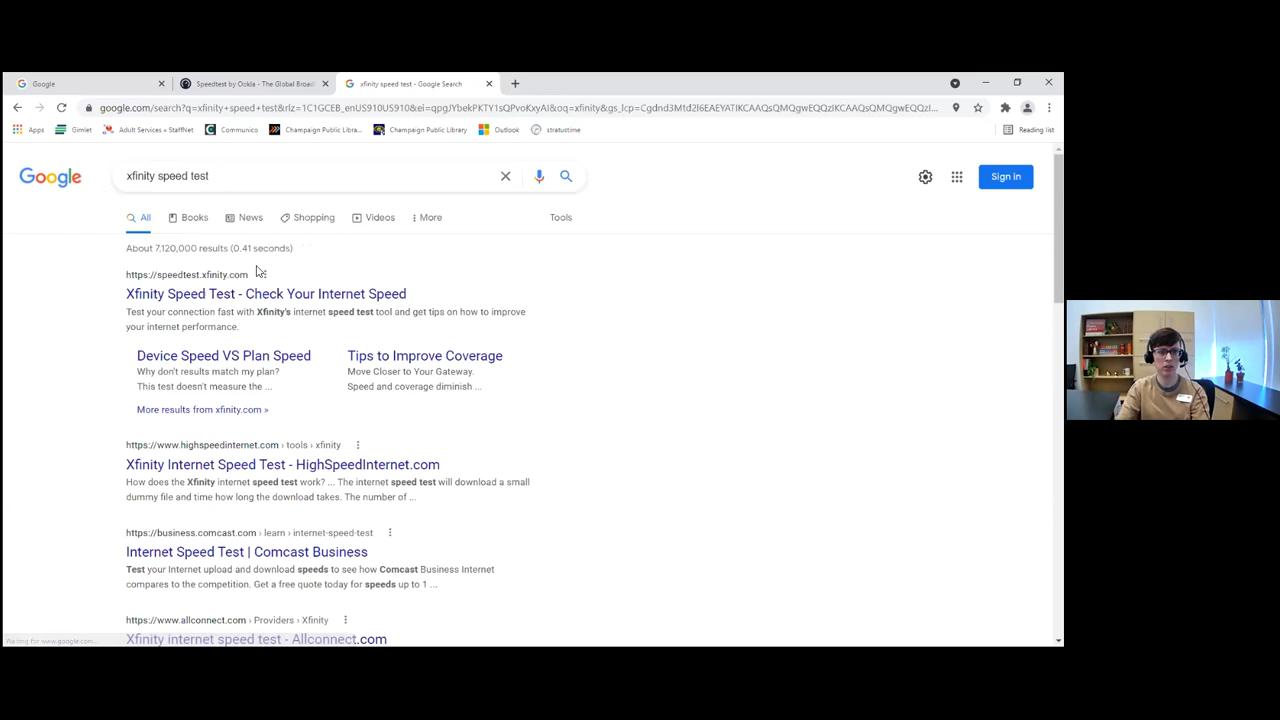 Google
Speedtest by Ookla - The Global Broad
xfinity speed test - Google Search
google.com/search?q=xfinity+speed+test&rlz=1C1GCEB_enUS910US910&ei=qpgJYbekPKTY1sQPvoKxyAI&oq=xfinity&gs_lcp=Cgdnd3Mtd2l6EAEYATIKCAAQsQMQgwEQQzIKCAAQsQMQgwEQQzI...
Apps
Gimlet
Adult Services » StaffNet
Communico
Champaign Public Libra...
Champaign Public Library
Outlook
stratustime
Reading list
Google
xfinity speed test
Sign in
All
Books
News
Shopping
Videos
More
Tools
About 7,120,000 results (0.41 seconds)
https://speedtest.xfinity.com
Xfinity Speed Test - Check Your Internet Speed
Test your connection fast with Xfinity's internet speed test tool and get tips on how to improve
your internet performance.
Device Speed VS Plan Speed
Why don't results match my plan?
This test doesn't measure the ...
Tips to Improve Coverage
Move Closer to Your Gateway.
Speed and coverage diminish ...
More results from xfinity.com »
https://www.highspeedinternet.com › tools › xfinity
Xfinity Internet Speed Test - HighSpeedInternet.com
How does the Xfinity internet speed test work? ... The internet speed test will download a small
dummy file and time how long the download takes. The number of ...
https://business.comcast.com › learn › internet-speed-test
Internet Speed Test | Comcast Business
Test your Internet upload and download speeds to see how Comcast Business Internet
compares to the competition. Get a free quote today for speeds up to 1 ...
https://www.allconnect.com › Providers › Xfinity
Xfinity internet speed test - Allconnect.com
Waiting for www.google.com...